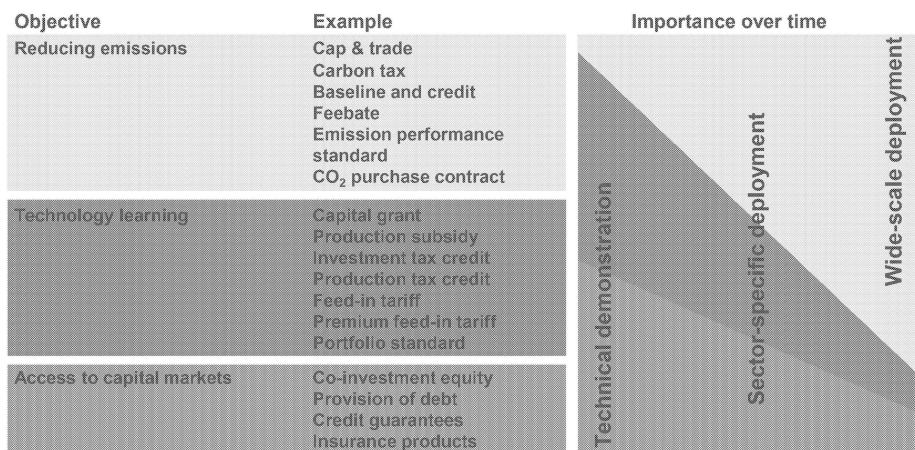 Objective Example Importance over time
Reducing emissions Cap & trade
Carbon tax
Baseline and credit
Feebate
Emission performance
standard
CO₂ purchase contract
Technology learning Capital grant
Production subsidy
Investment tax credit
Production tax credit
Feed-in tariff
Premium feed-in tariff
Portfolio standard
Access to capital markets Co-investment equity
Provision of debt
Credit guarantees
Insurance products
Technical demonstration
Sector-specific deployment
Wide-scale deployment